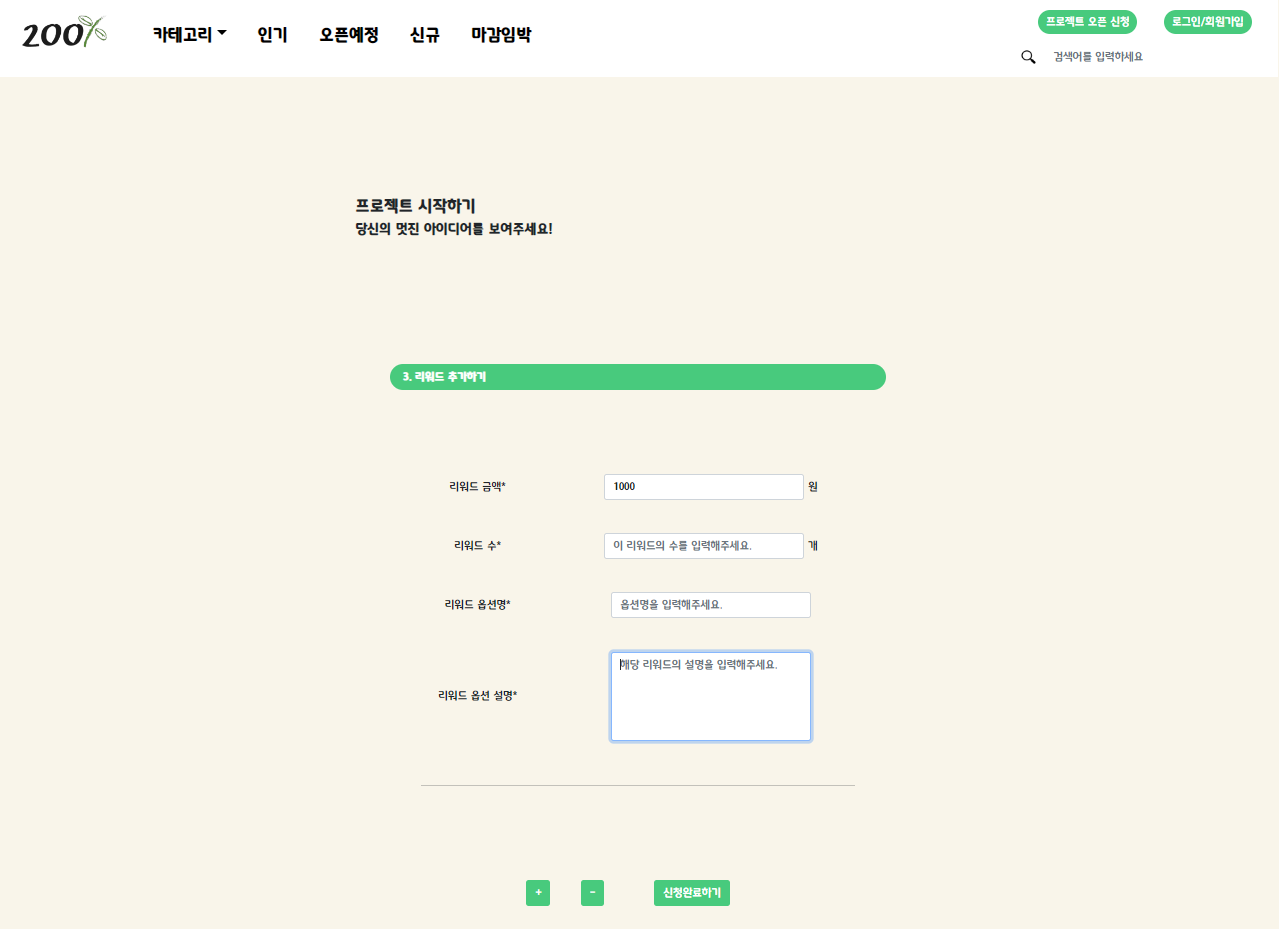 200%
카테고리 인기 오픈예정 신규 마감임박
프로젝트 오픈 신청 로그인/회원가입
검색어를 입력하세요
프로젝트 시작하기
당신의 멋진 아이디어를 보여주세요!
3. 리워드 추가하기
리워드 금액* 1000 원
리워드 수* 이 리워드의 수를 입력해주세요. 개
리워드 옵션명* 옵션명을 입력해주세요.
리워드 옵션 설명* 해당 리워드의 설명을 입력해주세요.
+ - 신청완료하기